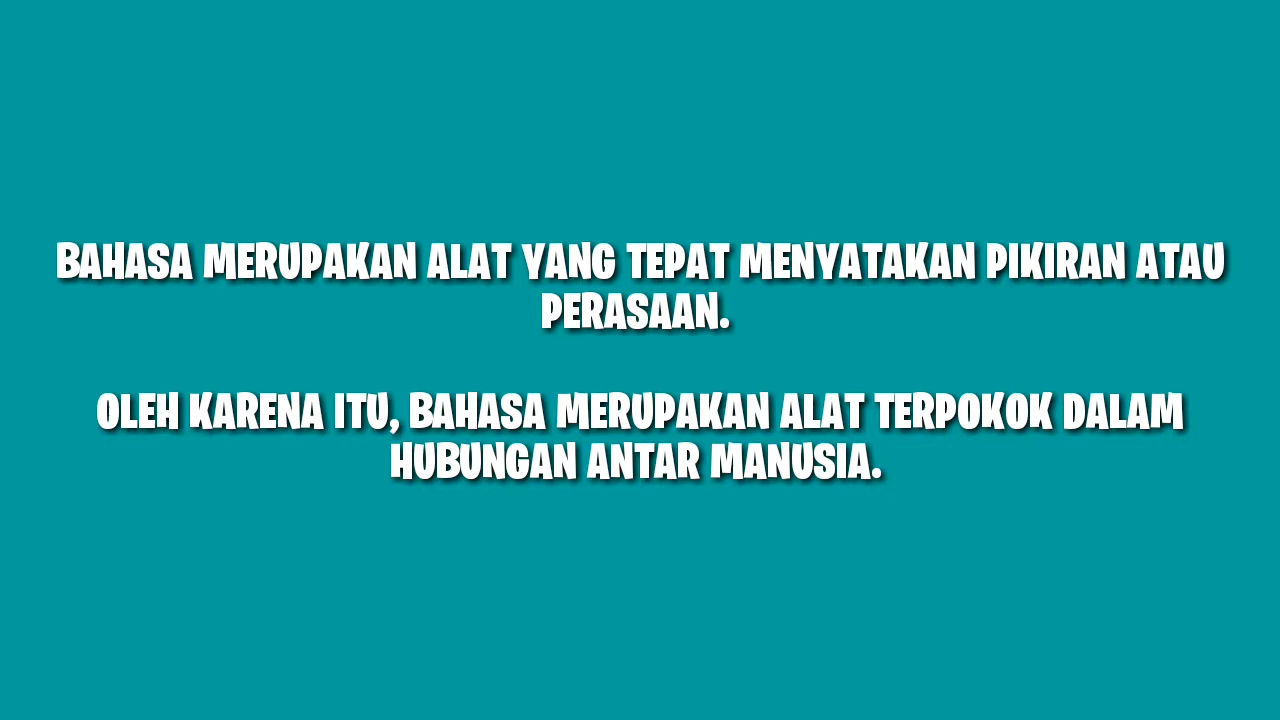 BAHASA MERUPAKAN ALAT YANG TEPAT MENYATAKAN PIKIRAN ATAU
PERASAAN.
OLEH KARENA ITU, BAHASA MERUPAKAN ALAT TERPOKOK DALAM
HUBUNGAN ANTAR MANUSIA.